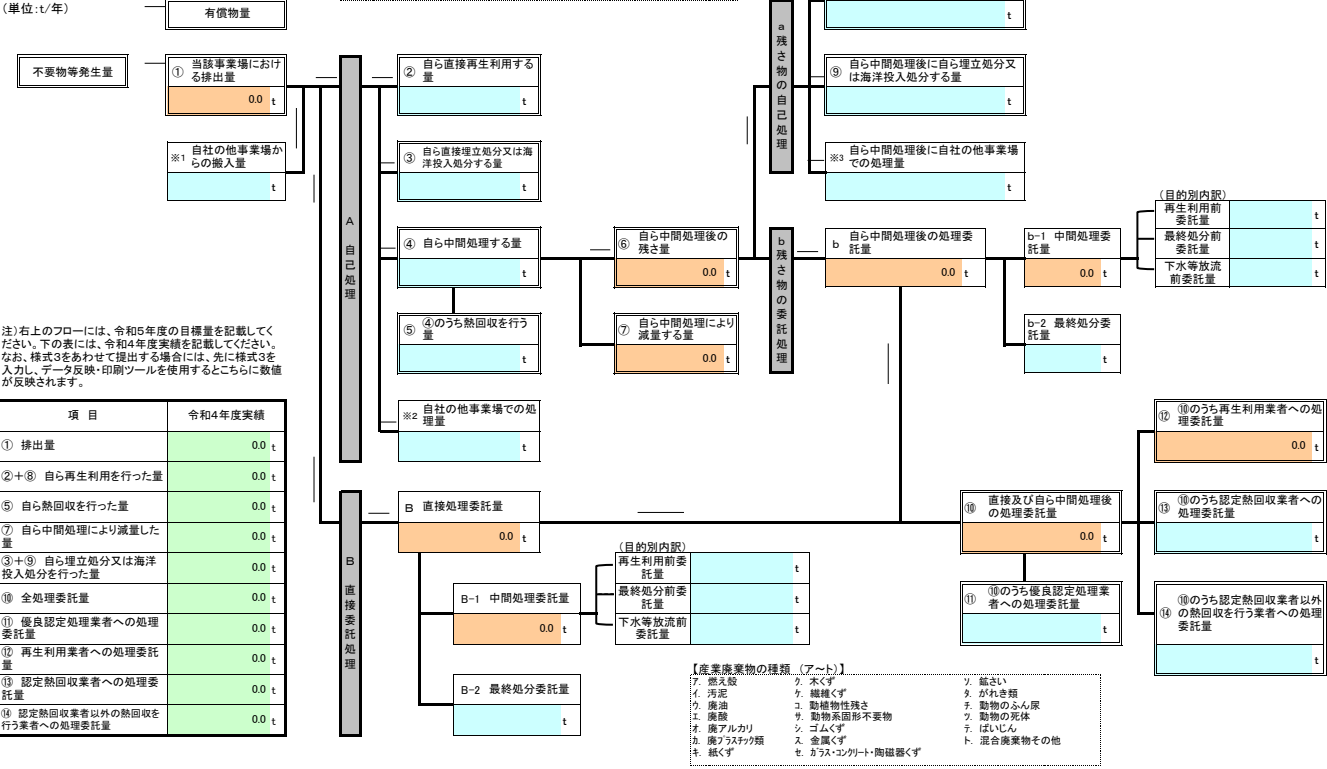 (単位:t/年)
有償物量
不要物等発生量
① 当該事業場におけ
る排出量
0.0 t
※1 自社の他事業場か
らの搬入量
t
A 自己処理
② 自ら直接再生利用する
量
t
③ 自ら直接埋立処分又は海
洋投入処分する量
t
④ 自ら中間処理する量
t
⑤ ④のうち熱回収を行う
量
t
※2 自社の他事業場での処
理量
t
⑥ 自ら中間処理後の
残さ量
0.0 t
⑦ 自ら中間処理により
減量する量
0.0 t
a 残さ物の自己処理
t
⑨ 自ら中間処理後に自ら埋立処分又
は海洋投入処分する量
t
※3 自ら中間処理後に自社の他事業場
での処理量
t
b 残さ物の委託処理
b 自ら中間処理後の処理委
託量
0.0 t
b-1 中間処理委
託量
0.0 t
(目的別内訳)
再生利用前
委託量 t
最終処分前
委託量 t
下水等放流
前委託量 t
b-2 最終処分委
託量
t
注)右上のフローには、令和5年度の目標量を記載してく
ださい。下の表には、令和4年度実績を記載してください。
なお、様式3をあわせて提出する場合には、先に様式3を
入力し、データ反映・印刷ツールを使用するとこちらに数値
が反映されます。
項 目 令和4年度実績
① 排出量 0.0 t
②+⑧ 自ら再生利用を行った量 0.0 t
⑤ 自ら熱回収を行った量 0.0 t
⑦ 自ら中間処理により減量した
量 0.0 t
③+⑨ 自ら埋立処分又は海洋
投入処分を行った量 0.0 t
⑩ 全処理委託量 0.0 t
⑪ 優良認定処理業者への処理
委託量 0.0 t
⑫ 再生利用業者への処理委託
量 0.0 t
⑬ 認定熱回収業者への処理委
託量 0.0 t
⑭ 認定熱回収業者以外の熱回収を
行う業者への処理委託量 0.0 t
B 直接委託処理
B 直接処理委託量
0.0 t
B-1 中間処理委託量
0.0 t
(目的別内訳)
再生利用前委
託量 t
最終処分前委
託量 t
下水等放流前
委託量 t
B-2 最終処分委託量
t
⑩ 直接及び自ら中間処理後
の処理委託量
0.0 t
⑪ ⑩のうち優良認定処理業
者への処理委託量
t
⑫ ⑩のうち再生利用業者への処
理委託量
0.0 t
⑬ ⑩のうち認定熱回収業者への
処理委託量
t
⑭ ⑩のうち認定熱回収業者以外
の熱回収を行う業者への処理
委託量
t
【産業廃棄物の種類 (ア~ト)】
ア. 燃え殻 ク. 木くず ソ. 鉱さい
イ. 汚泥 ケ. 繊維くず タ. がれき類
ウ. 廃油 コ. 動植物性残さ チ. 動物のふん尿
エ. 廃酸 サ. 動物系固形不要物 ツ. 動物の死体
オ. 廃アルカリ シ. ゴムくず テ. ばいじん
カ. 廃プラスチック類 ス. 金属くず ト. 混合廃棄物その他
キ. 紙くず セ. ガラス・コンクリート・陶磁器くず